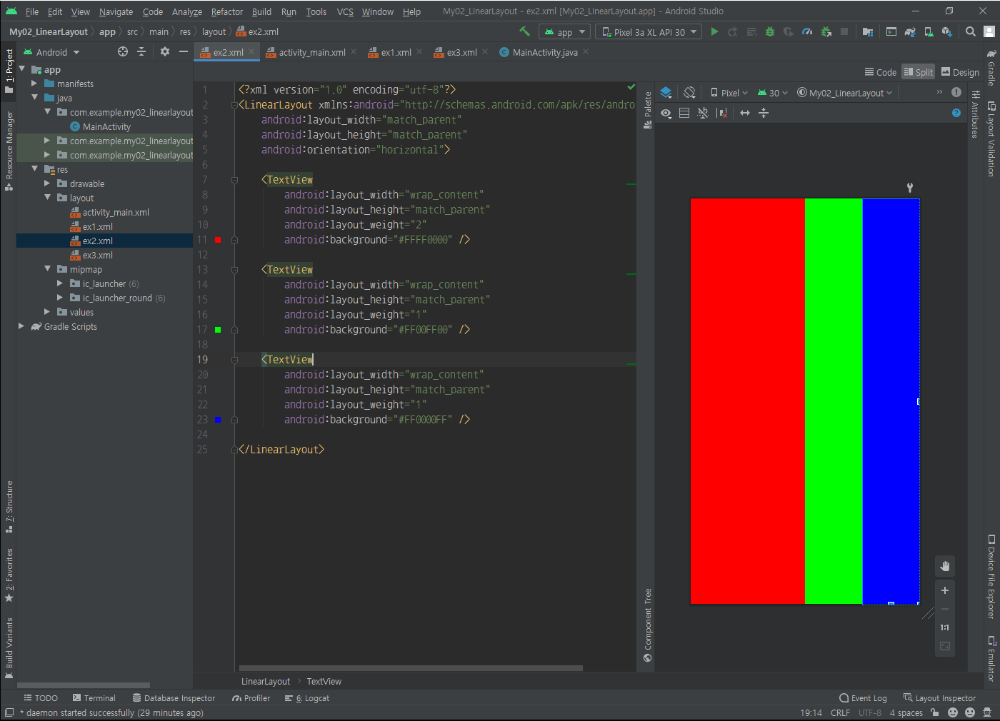 File Edit View Navigate Code Analyze Refactor Build Run Tools VCS Window Help My02_LinearLayout - ex2.xml [My02_LinearLayout.app] - Android Studio
My02_LinearLayout app src main res layout ex2.xml app Pixel 3a XL API 30
1: Project
Resource Manager
7: Structure
2: Favorites
Build Variants
Android
app
manifests
java
com.example.my02_linearlayout
MainActivity
com.example.my02_linearlayout
com.example.my02_linearlayout
res
drawable
layout
activity_main.xml
ex1.xml
ex2.xml
ex3.xml
mipmap
ic_launcher (6)
ic_launcher_round (6)
values
Gradle Scripts
ex2.xml activity_main.xml ex1.xml ex3.xml MainActivity.java
Code Split Design
1 <?xml version="1.0" encoding="utf-8"?>
2 <LinearLayout xmlns:android="http://schemas.android.com/apk/res/andro
3 android:layout_width="match_parent"
4 android:layout_height="match_parent"
5 android:orientation="horizontal">
6
7 <TextView
8 android:layout_width="wrap_content"
9 android:layout_height="match_parent"
10 android:layout_weight="2"
11 android:background="#FFFF0000" />
12
13 <TextView
14 android:layout_width="wrap_content"
15 android:layout_height="match_parent"
16 android:layout_weight="1"
17 android:background="#FF00FF00" />
18
19 <TextView
20 android:layout_width="wrap_content"
21 android:layout_height="match_parent"
22 android:layout_weight="1"
23 android:background="#FF0000FF" />
24
25 </LinearLayout>
LinearLayout TextView
Palette
Component Tree
Pixel 30 My02_LinearLayout
1:1
Attributes
Gradle
Layout Validation
Device File Explorer
Emulator
TODO Terminal Database Inspector Profiler 6: Logcat Event Log Layout Inspector
* daemon started successfully (29 minutes ago) 19:14 CRLF UTF-8 4 spaces